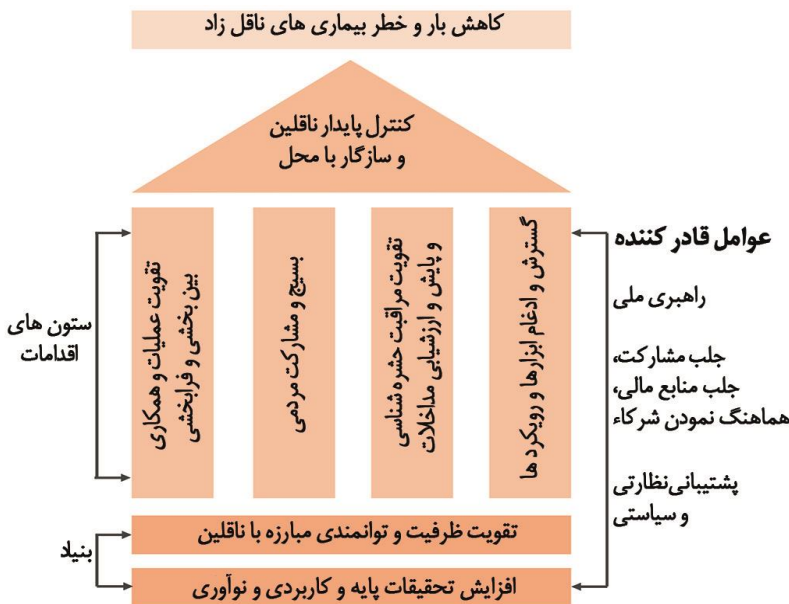 کاهش بار و خطر بیماری های ناقل زاد
کنترل پایدار ناقلین
و سازگار با محل
عوامل قادر کننده
راهبری ملی
جلب مشارکت،
جلب منابع مالی،
هماهنگ نمودن شرکاء
پشتیبانی نظارتی
و سیاستی
گسترش و ادغام ابزارها و رویکرد ها
تقویت مراقبت حشره شناسی
و پایش و ارزشیابی مداخلات
بسیج و مشارکت مردمی
تقویت عملیات و همکاری
بین بخشی و فرابخشی
ستون های
اقدامات
تقویت ظرفیت و توانمندی مبارزه با ناقلین
افزایش تحقیقات پایه و کاربردی و نوآوری
بنیاد